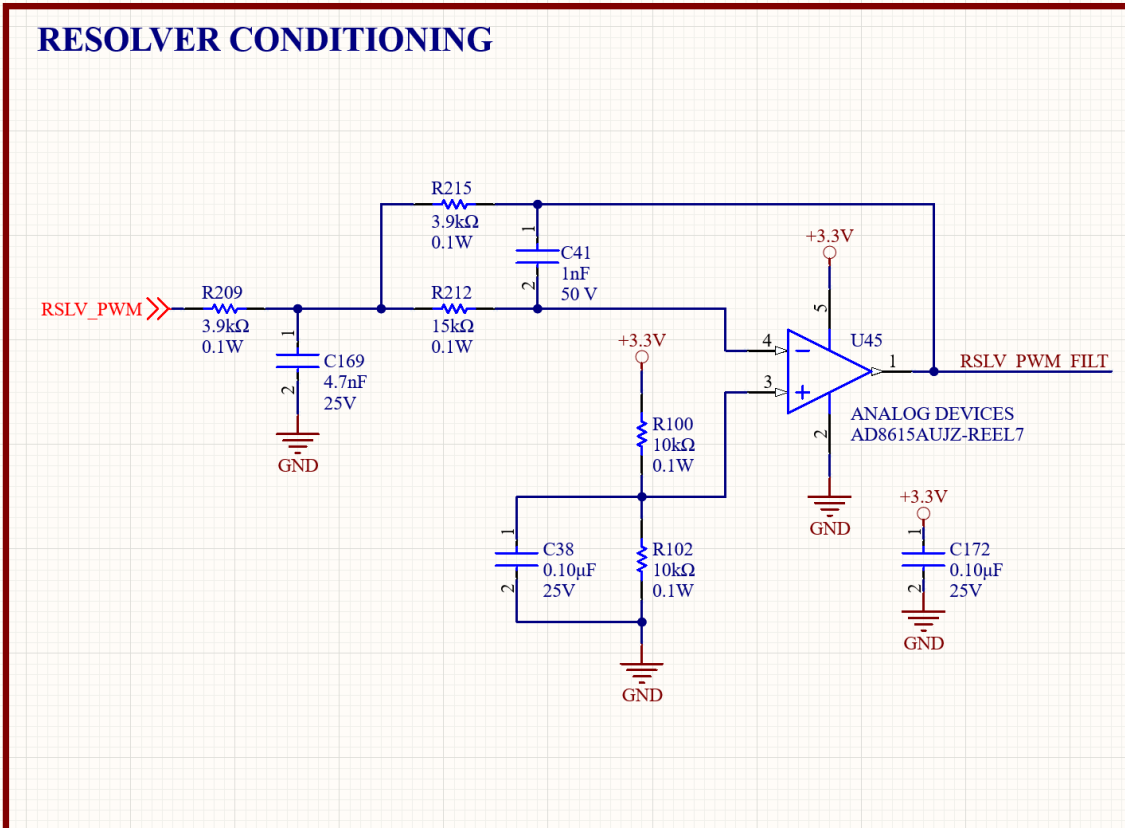 RESOLVER CONDITIONING
R215
3.9kΩ
0.1W
1
C41
1nF
50 V
2
RSLV_PWM
R209
3.9kΩ
0.1W
R212
15kΩ
0.1W
1
C169
4.7nF
25V
2
GND
+3.3V
5
U45
4
3
1
RSLV_PWM_FILT
2
ANALOG DEVICES
AD8615AUJZ-REEL7
GND
+3.3V
R100
10kΩ
0.1W
1
C38
0.10µF
25V
2
R102
10kΩ
0.1W
GND
+3.3V
1
C172
0.10µF
25V
2
GND